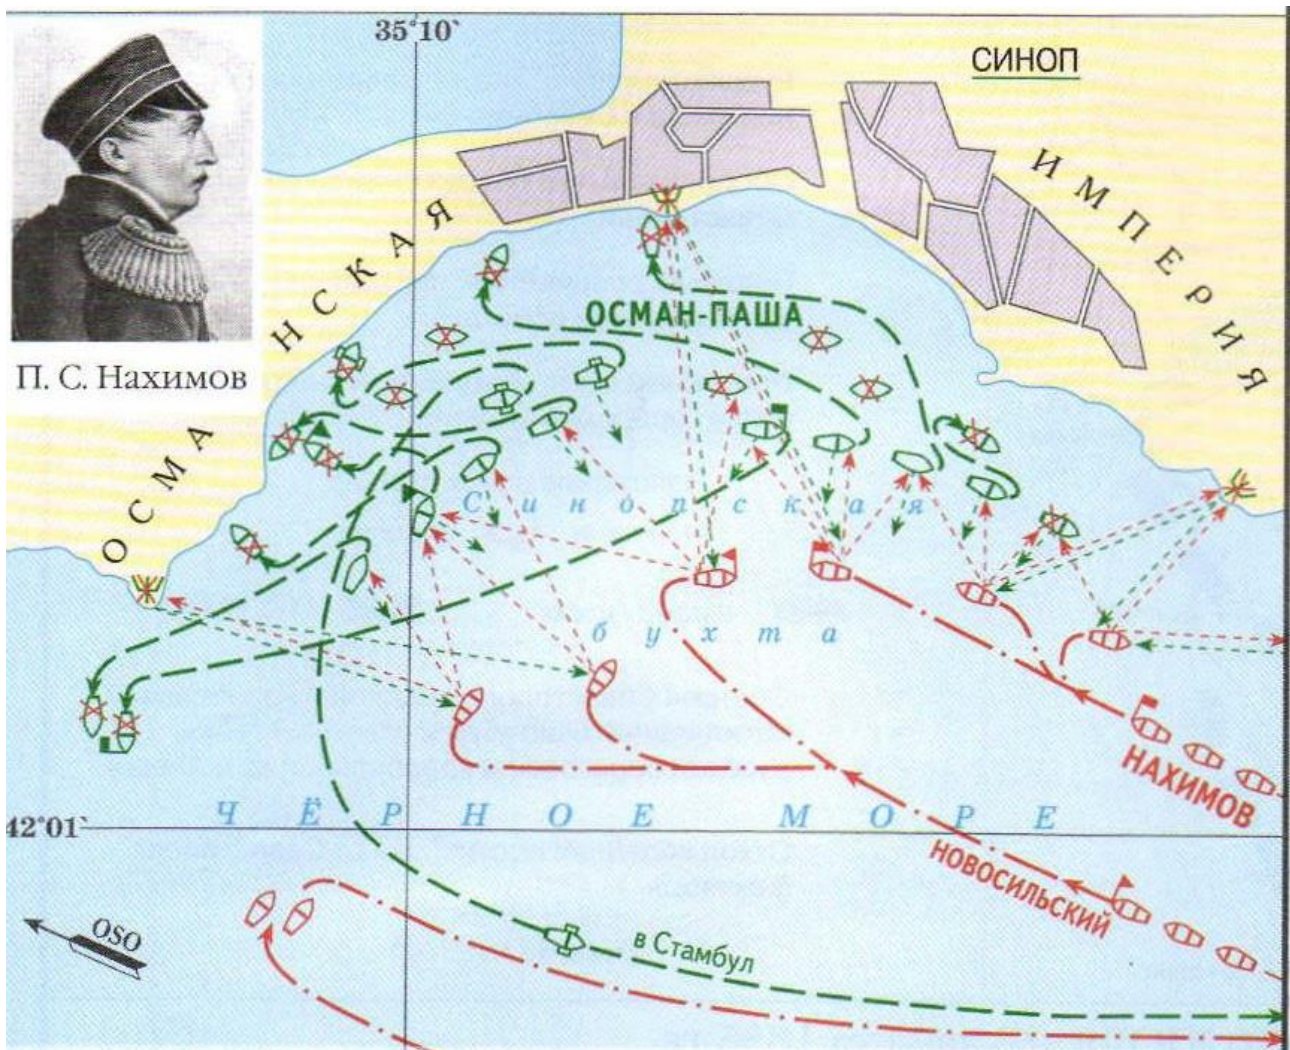 35°10`
СИНОП
ОСМАНСКАЯ ИМПЕРИЯ
П. С. Нахимов
ОСМАН-ПАША
Синопская
бухта
НАХИМОВ
ЧЁРНОЕ МОРЕ
42°01`
НОВОСИЛЬСКИЙ
OSO
в Стамбул